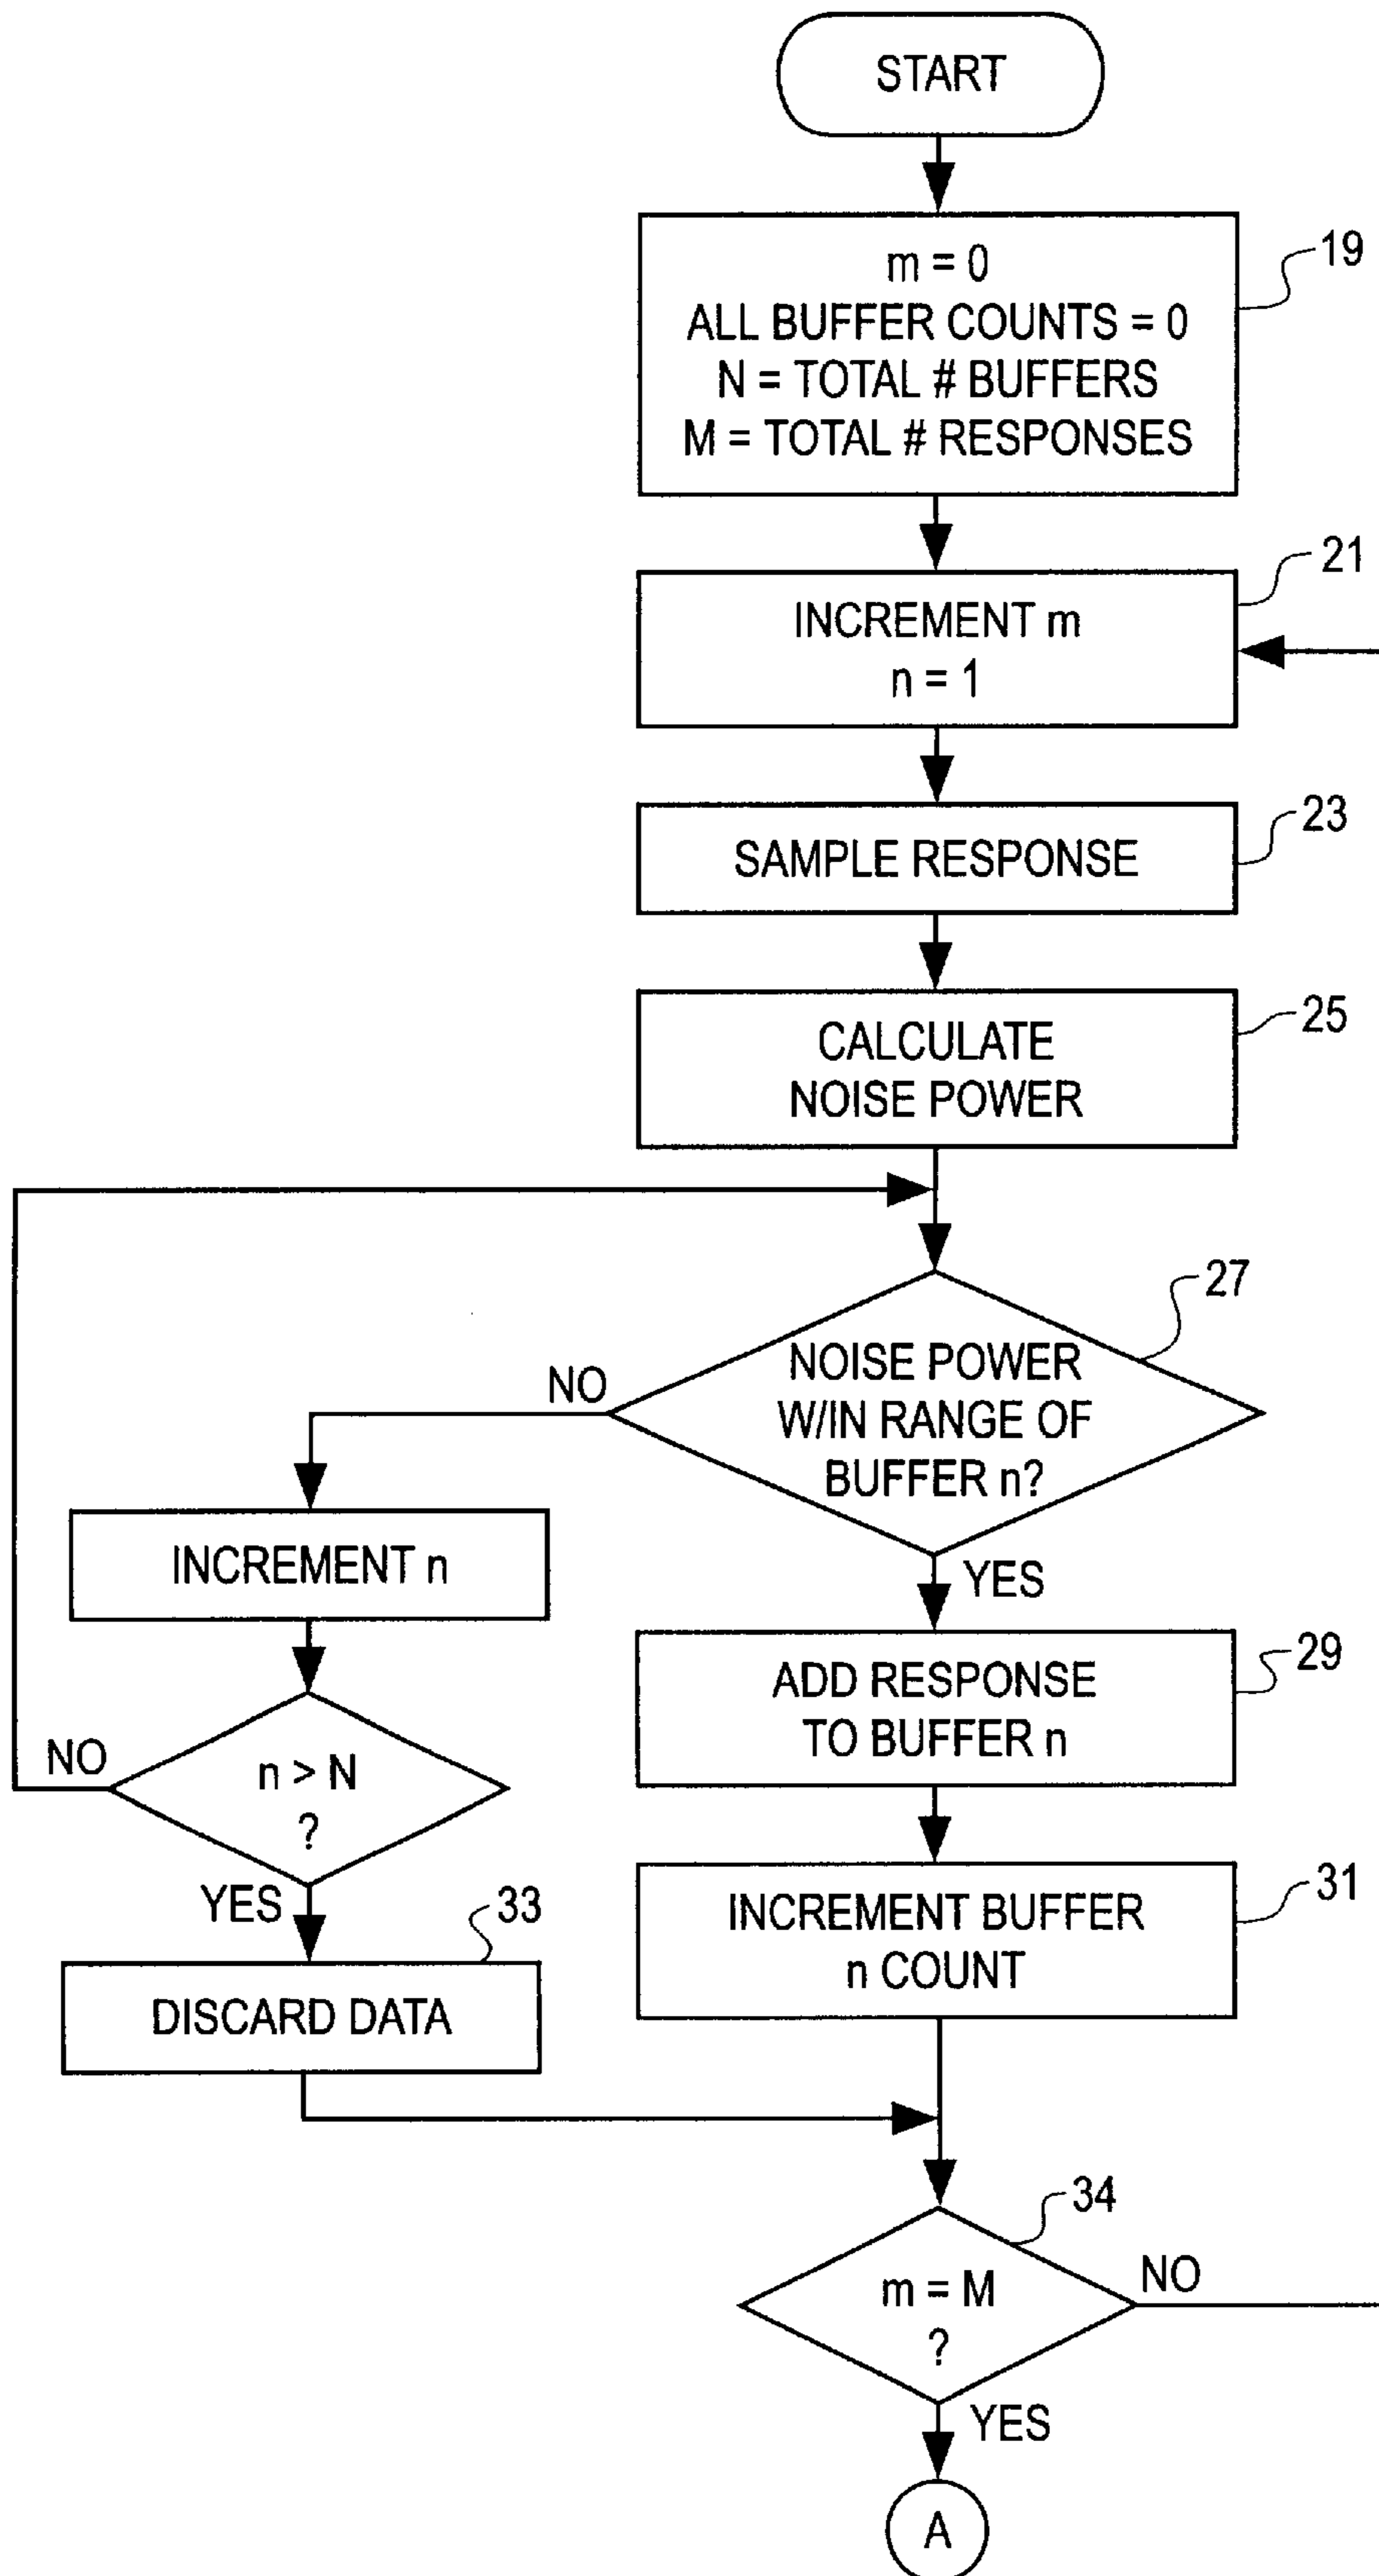 START
m = 0
ALL BUFFER COUNTS = 0
N = TOTAL # BUFFERS
M = TOTAL # RESPONSES
19
INCREMENT m
n = 1
21
SAMPLE RESPONSE
23
CALCULATE
NOISE POWER
25
NOISE POWER
W/IN RANGE OF
BUFFER n?
27
NO
YES
INCREMENT n
n > N
?
NO
YES
ADD RESPONSE
TO BUFFER n
29
INCREMENT BUFFER
n COUNT
31
DISCARD DATA
33
m = M
?
34
NO
YES
A